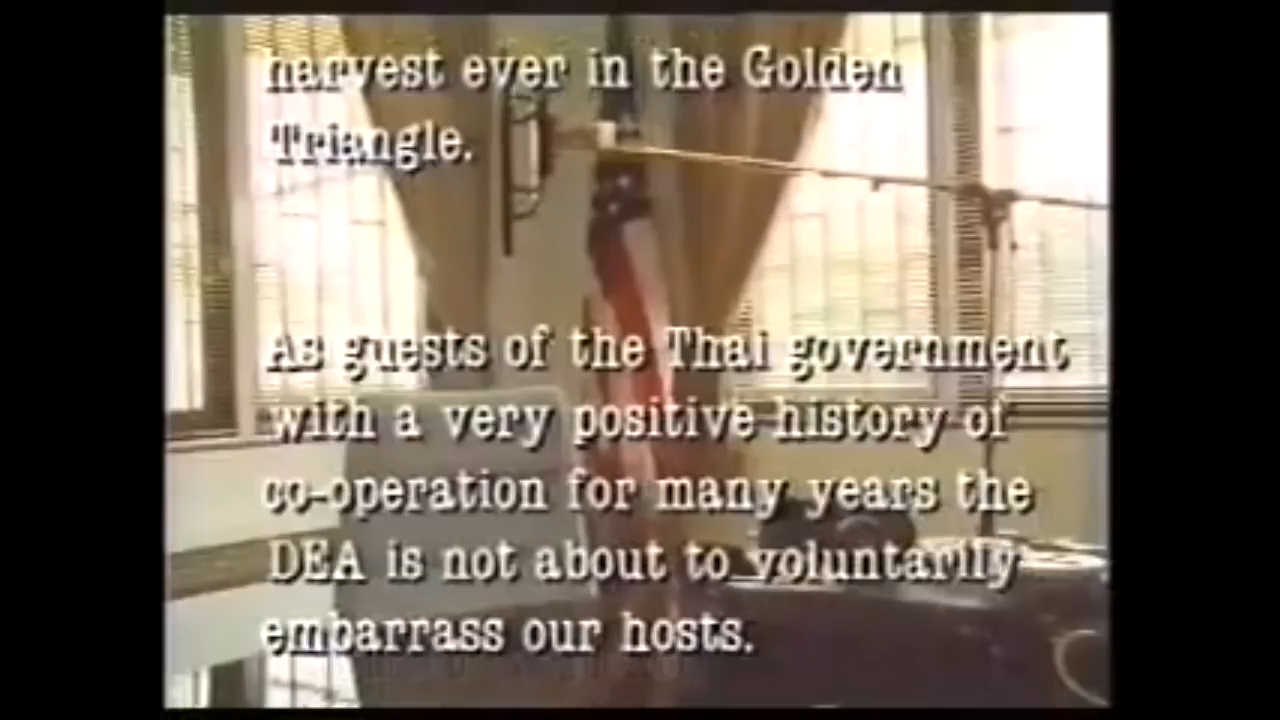 harvest ever in the Golden
Triangle.
As guests of the Thai government
with a very positive history of
co-operation for many years the
DEA is not about to voluntarily
embarrass our hosts.